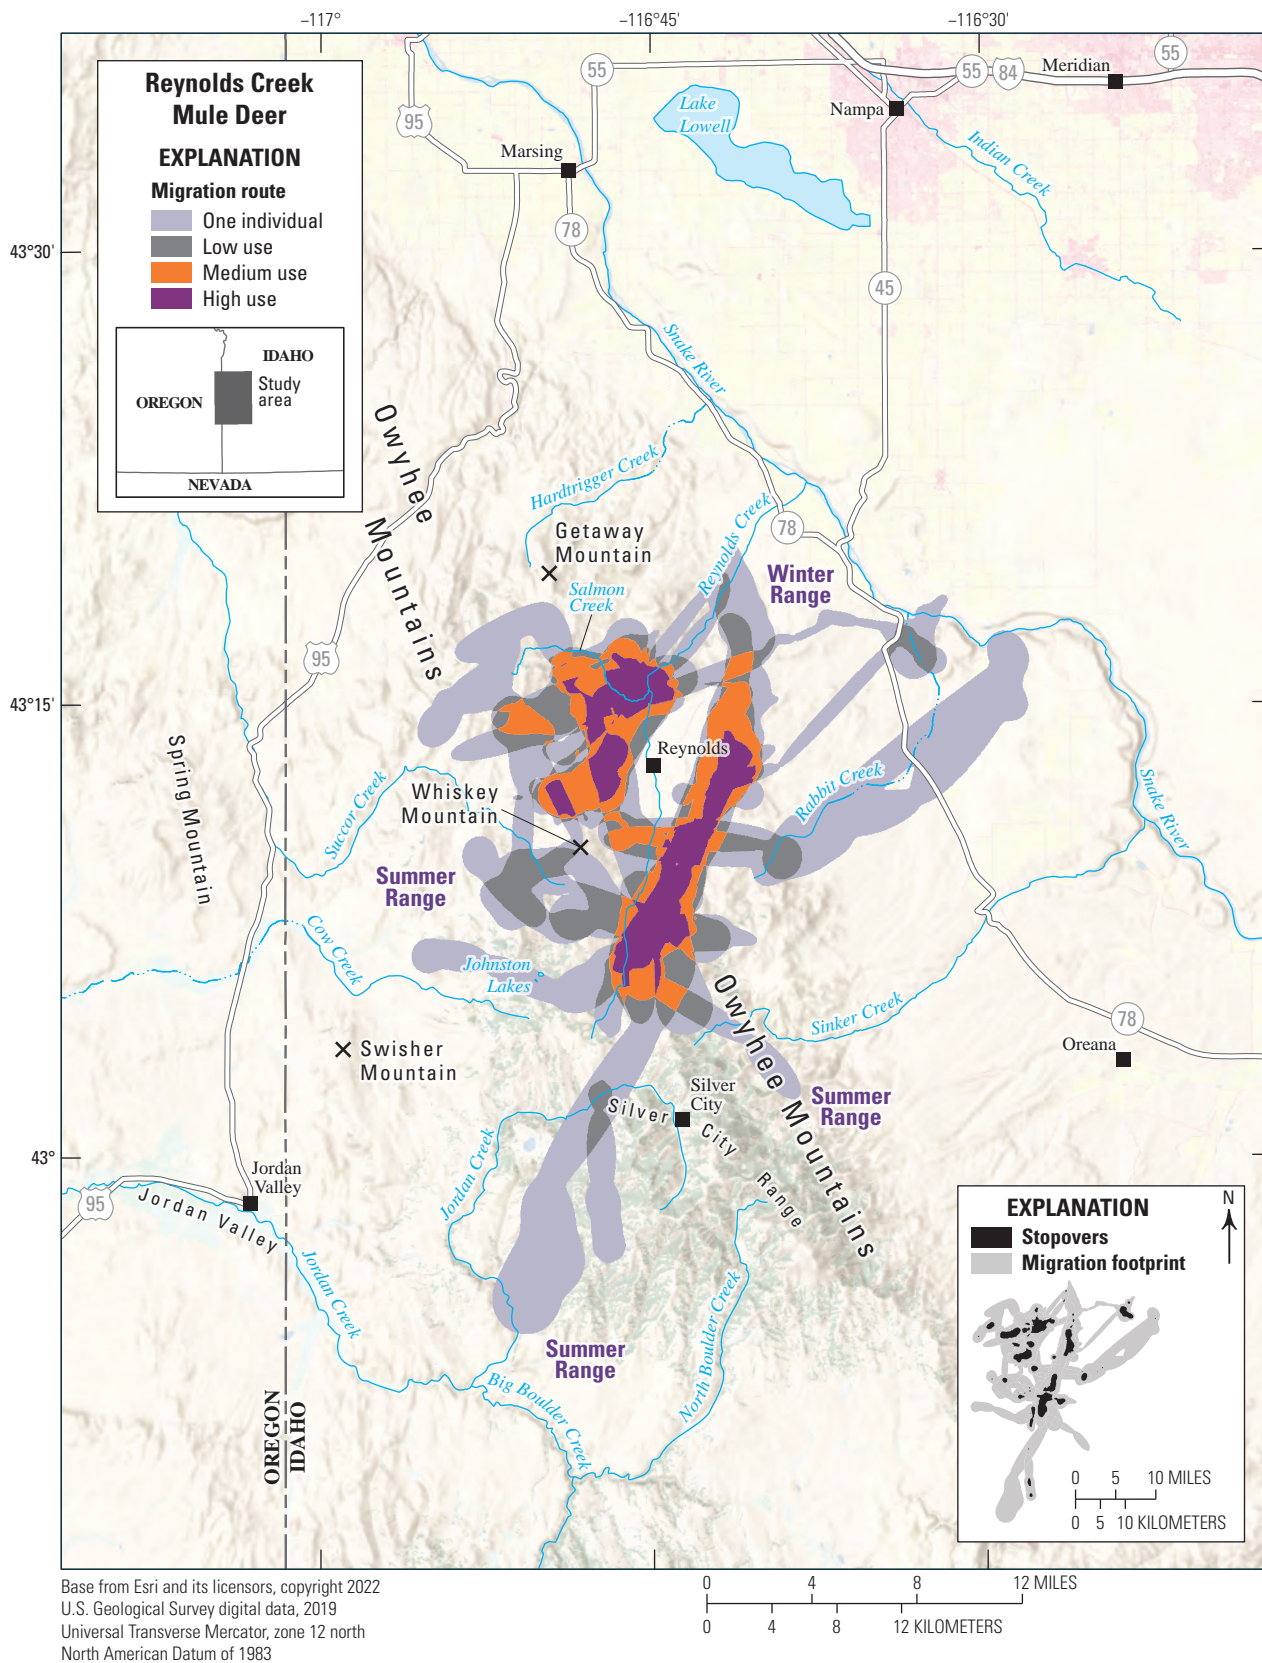 –117°
–116°45'
–116°30'
Reynolds Creek
Mule Deer
EXPLANATION
Migration route
One individual
Low use
Medium use
High use
IDAHO
OREGON
Study
area
NEVADA
55
55
84
55
Meridian
Nampa
Lake
Lowell
Indian Creek
95
Marsing
78
43°30'
45
Snake River
Owyhee Mountains
Hardtrigger Creek
Getaway
Mountain
Reynolds Creek
78
Winter
Range
Salmon
Creek
95
43°15'
Spring Mountain
Reynolds
Rabbit Creek
Snake River
Succor Creek
Whiskey
Mountain
Summer
Range
Cow Creek
Johnston
Lakes
Owyhee Mountains
Sinker Creek
78
Oreana
Swisher
Mountain
Silver
City
Summer
Range
Silver City Range
Jordan Creek
43°
Jordan
Valley
95
Jordan Valley
Jordan Creek
Summer
Range
Big Boulder Creek
North Boulder Creek
OREGON
IDAHO
EXPLANATION
N
Stopovers
Migration footprint
0 5 10 MILES
0 5 10 KILOMETERS
Base from Esri and its licensors, copyright 2022
U.S. Geological Survey digital data, 2019
Universal Transverse Mercator, zone 12 north
North American Datum of 1983
0 4 8 12 MILES
0 4 8 12 KILOMETERS